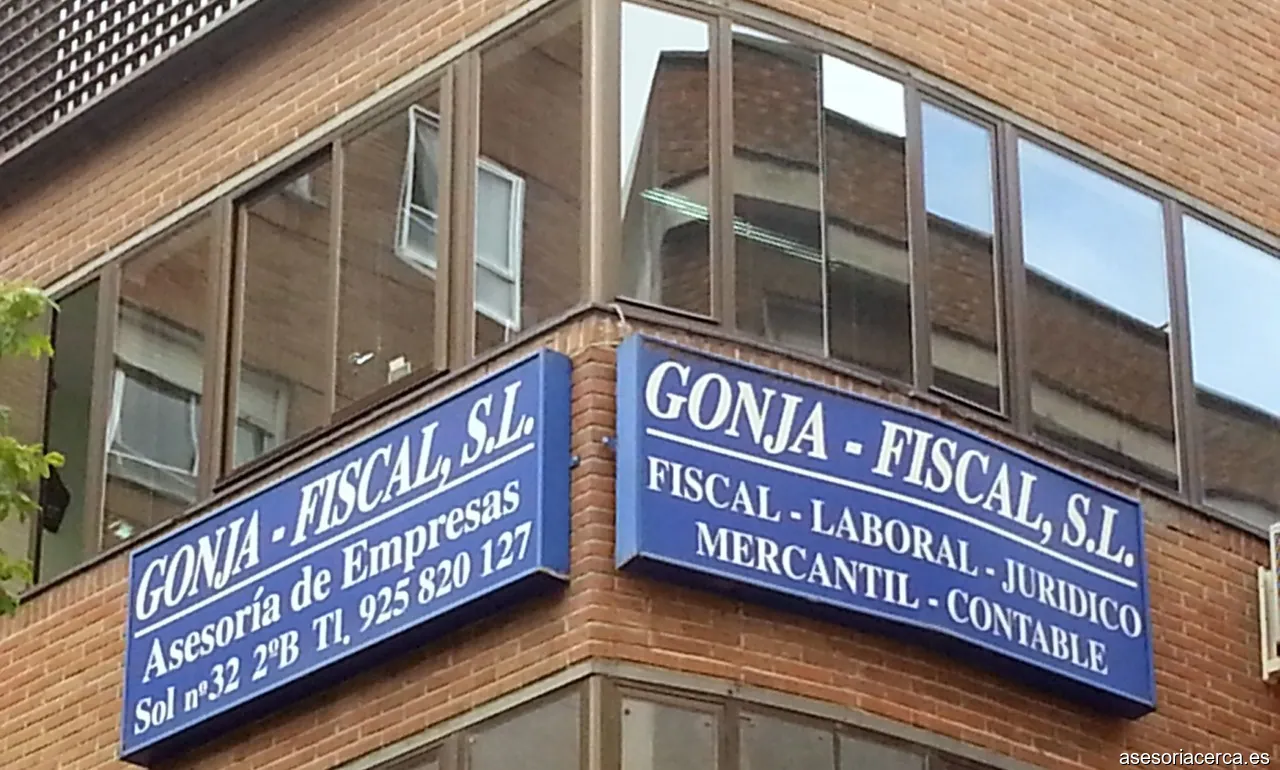 GONJA - FISCAL, S.L.
Asesoría de Empresas
Sol nº32 2ºB Tl. 925 820 127
GONJA - FISCAL, S.L.
FISCAL - LABORAL - JURIDICO
MERCANTIL - CONTABLE
asesoriacerca.es